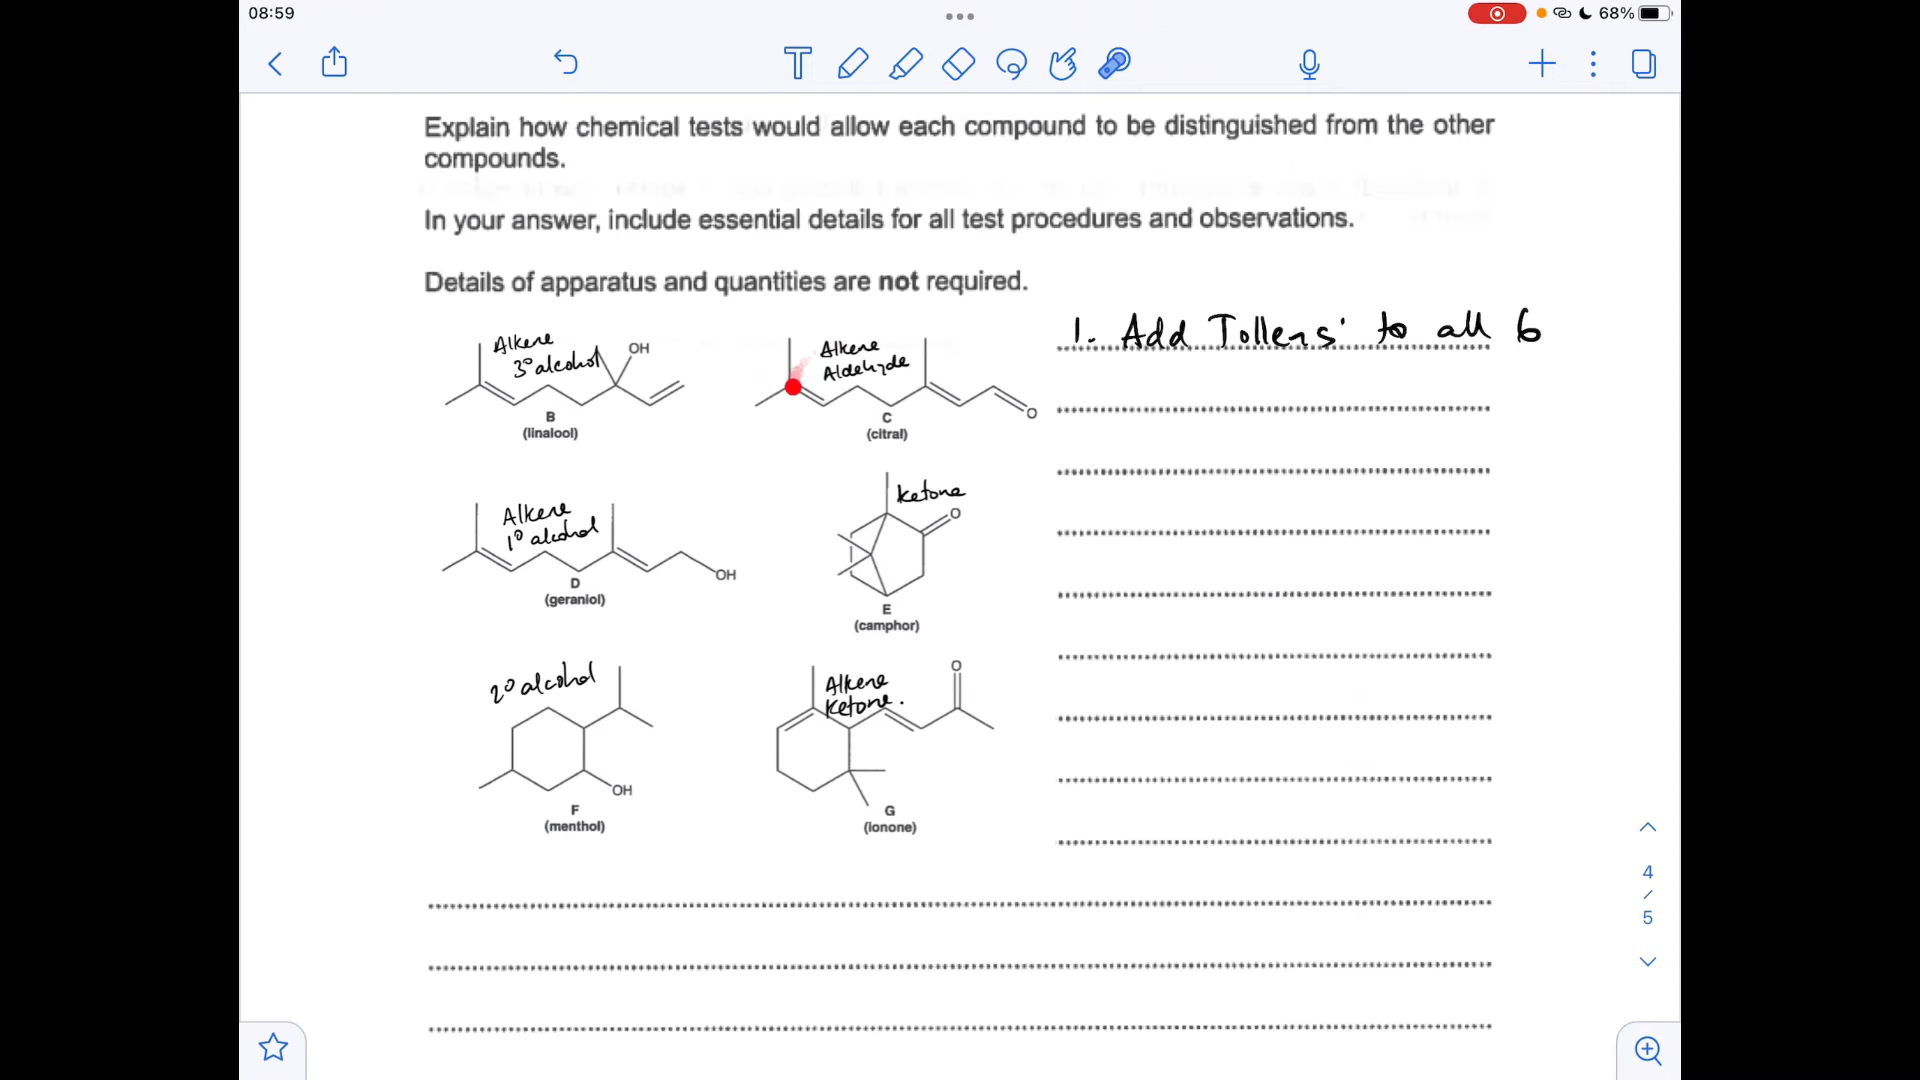 08:59
68%
Explain how chemical tests would allow each compound to be distinguished from the other
compounds.
In your answer, include essential details for all test procedures and observations.
Details of apparatus and quantities are not required.
1. Add Tollens' to all 6
Alkene
3° alcohol
OH
B
(linalool)
Alkene
Aldehyde
O
C
(citral)
Alkene
1° alcohol
OH
D
(geraniol)
Ketone
O
E
(camphor)
2° alcohol
OH
F
(menthol)
Alkene
Ketone.
O
G
(ionone)
4
/
5